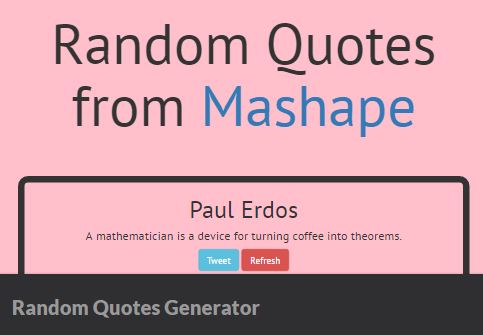 Random Quotes
from Mashape
Paul Erdos
A mathematician is a device for turning coffee into theorems.
Tweet Refresh
Random Quotes Generator